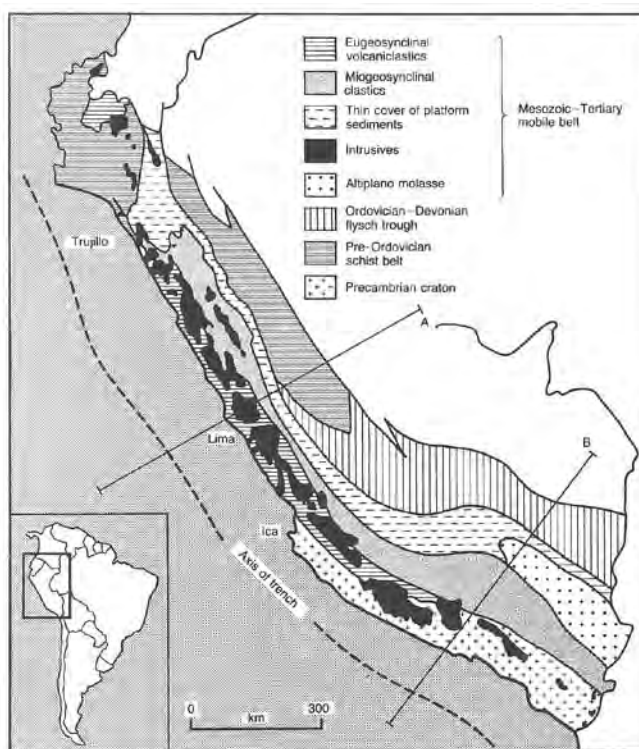 Eugeosynclinal
volcaniclastics
Miogeosynclinal
clastics
Thin cover of platform
sediments
Intrusives
Altiplano molasse
Mesozoic–Tertiary
mobile belt
Ordovician–Devonian
flysch trough
Pre-Ordovician
schist belt
Precambrian craton
Trujillo
A
Lima
B
Ica
Axis of trench
0 300
km